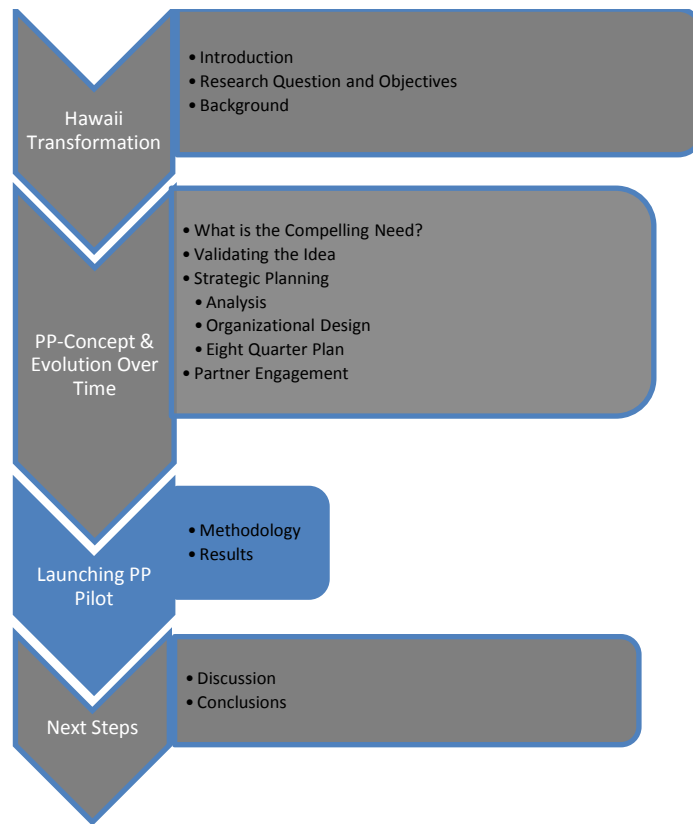 Hawaii
Transformation
• Introduction
• Research Question and Objectives
• Background
PP-Concept &
Evolution Over
Time
• What is the Compelling Need?
• Validating the Idea
• Strategic Planning
• Analysis
• Organizational Design
• Eight Quarter Plan
• Partner Engagement
Launching PP
Pilot
• Methodology
• Results
Next Steps
• Discussion
• Conclusions